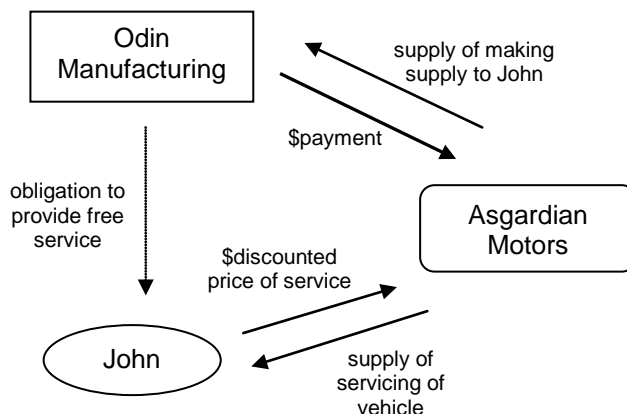 Odin
Manufacturing
supply of making
supply to John
$payment
obligation to
provide free
service
Asgardian
Motors
$discounted
price of service
John
supply of
servicing of
vehicle